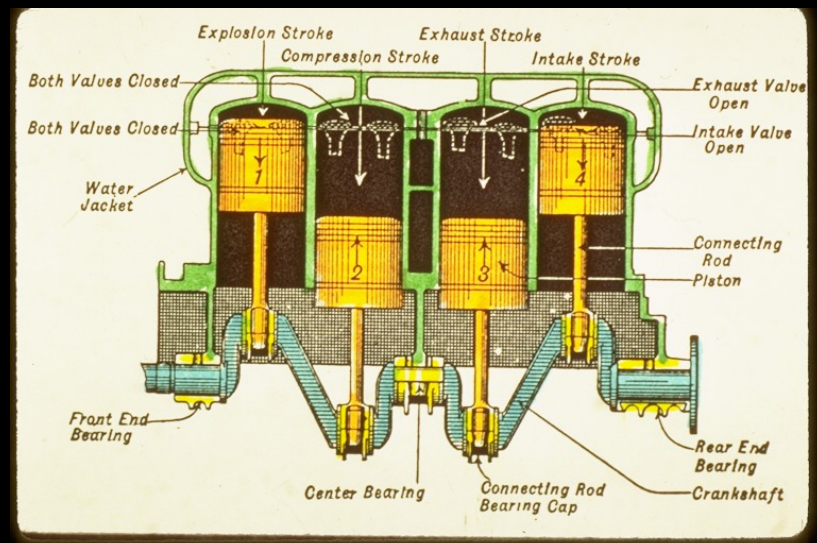 Explosion Stroke
Exhaust Stroke
Compression Stroke
Intake Stroke
Both Valves Closed
Exhaust Valve
Open
Both Valves Closed
Intake Valve
Open
1
4
Water
Jacket
2
3
Connecting
Rod
Piston
Front End
Bearing
Rear End
Bearing
Center Bearing
Connecting Rod
Bearing Cap
Crankshaft